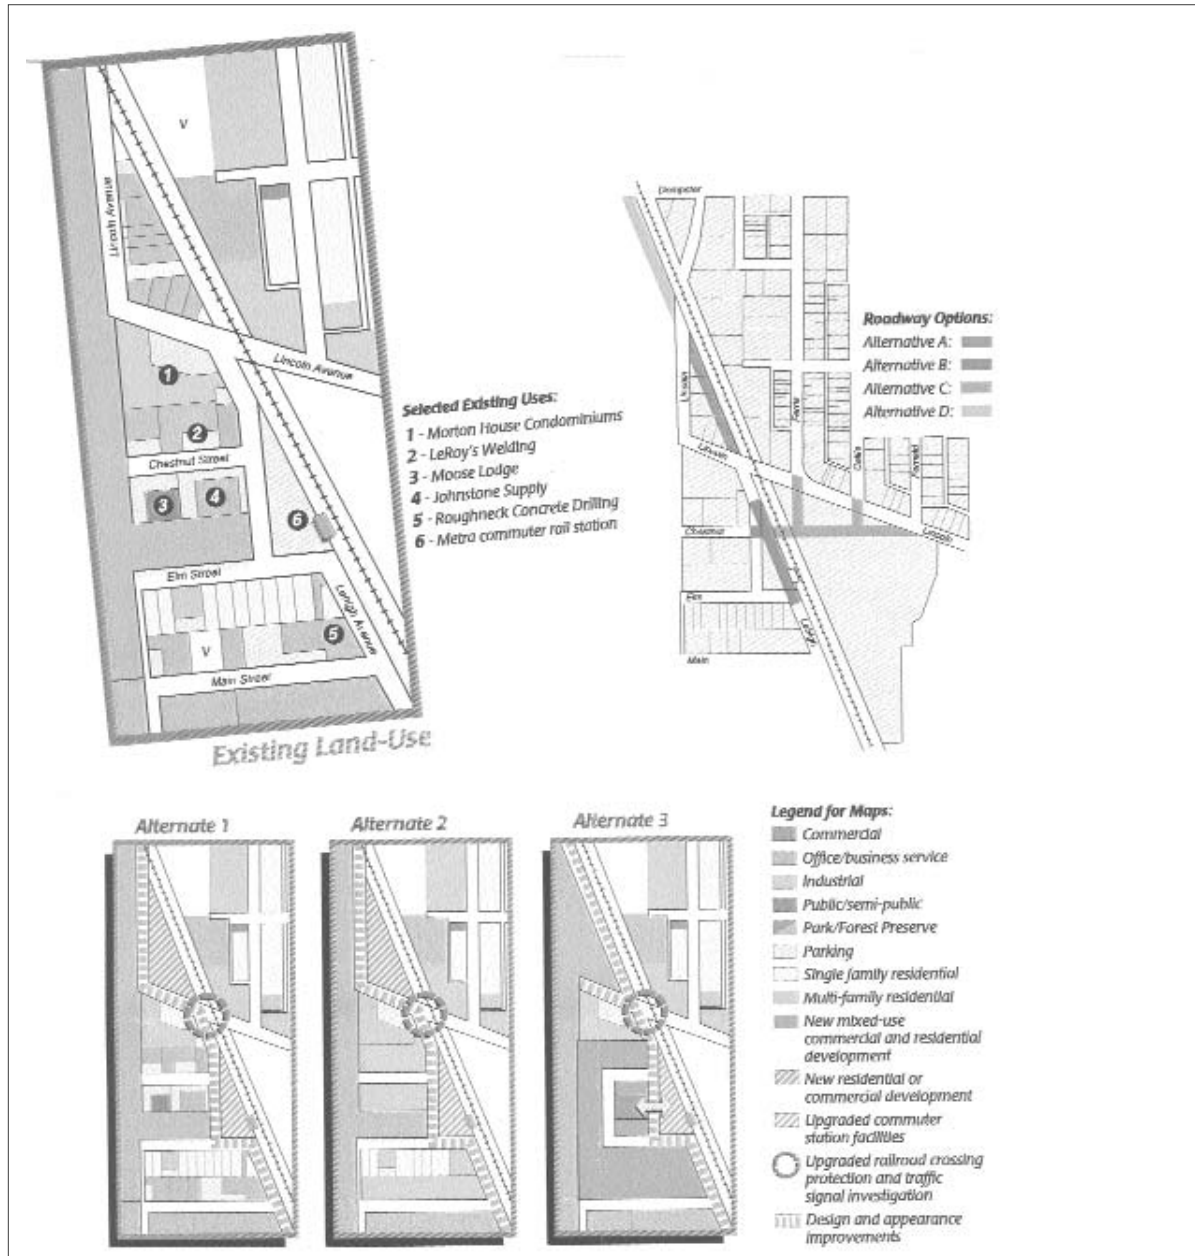 V
Lincoln Avenue
Lincoln Avenue
1
2
Chestnut Street
3
4
6
Elm Street
Lehigh Avenue
5
V
Main Street
Existing Land-Use
Selected Existing Uses:
1 - Morton House Condominiums
2 - LeRoy's Welding
3 - Moose Lodge
4 - Johnstone Supply
5 - Roughneck Concrete Drilling
6 - Metra commuter rail station
Dempster
Lincoln
Ferris
Lincoln
Callie
Chestnut
Lincoln
Elm
Lehigh
Main
Roadway Options:
Alternative A:
Alternative B:
Alternative C:
Alternative D:
Alternate 1
Alternate 2
Alternate 3
Legend for Maps:
Commercial
Office/business service
Industrial
Public/semi-public
Park/Forest Preserve
Parking
Single family residential
Multi-family residential
New mixed-use
commercial and residential
development
New residential or
commercial development
Upgraded commuter
station facilities
Upgraded railroad crossing
protection and traffic
signal investigation
Design and appearance
improvements